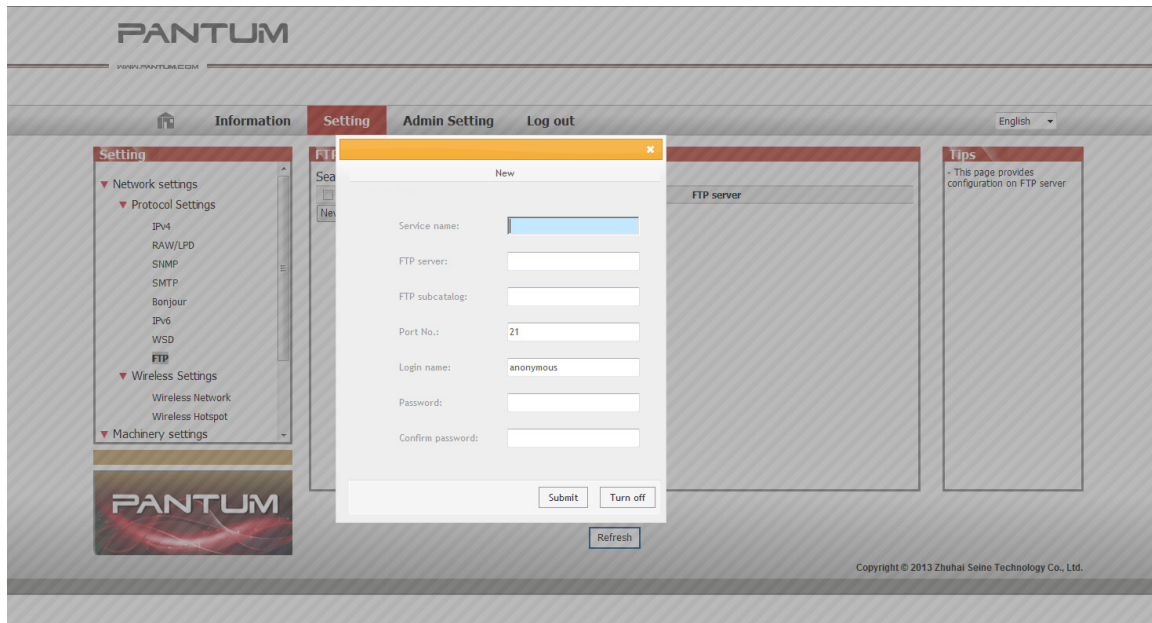 PANTUM
WWW.PANTUM.COM
Information Setting Admin Setting Log out English
Setting
Network settings
Protocol Settings
IPv4
RAW/LPD
SNMP
SMTP
Bonjour
IPv6
WSD
FTP
Wireless Settings
Wireless Network
Wireless Hotspot
Machinery settings
PANTUM
FTP
Sea
FTP server
New
New
Service name:
FTP server:
FTP subcatalog:
Port No.: 21
Login name: anonymous
Password:
Confirm password:
Submit Turn off
Refresh
Tips
- This page provides
configuration on FTP server
Copyright © 2013 Zhuhai Seine Technology Co., Ltd.